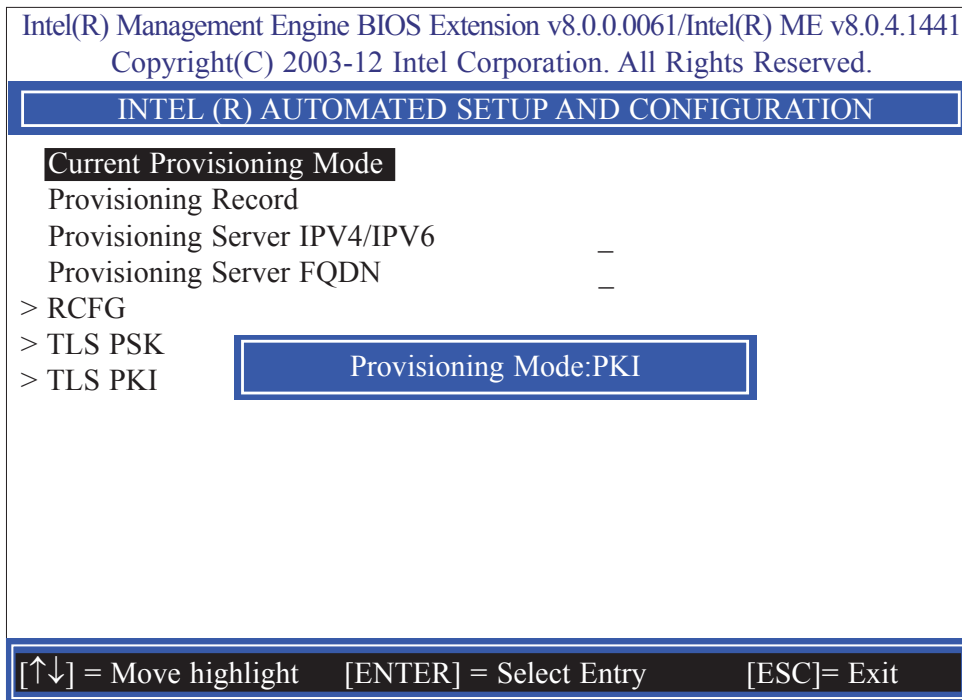 Intel(R) Management Engine BIOS Extension v8.0.0.0061/Intel(R) ME v8.0.4.1441
Copyright(C) 2003-12 Intel Corporation. All Rights Reserved.
INTEL (R) AUTOMATED SETUP AND CONFIGURATION
Current Provisioning Mode
Provisioning Record
Provisioning Server IPV4/IPV6 _
Provisioning Server FQDN _
> RCFG
> TLS PSK
> TLS PKI
Provisioning Mode:PKI
[↑↓] = Move highlight [ENTER] = Select Entry [ESC]= Exit